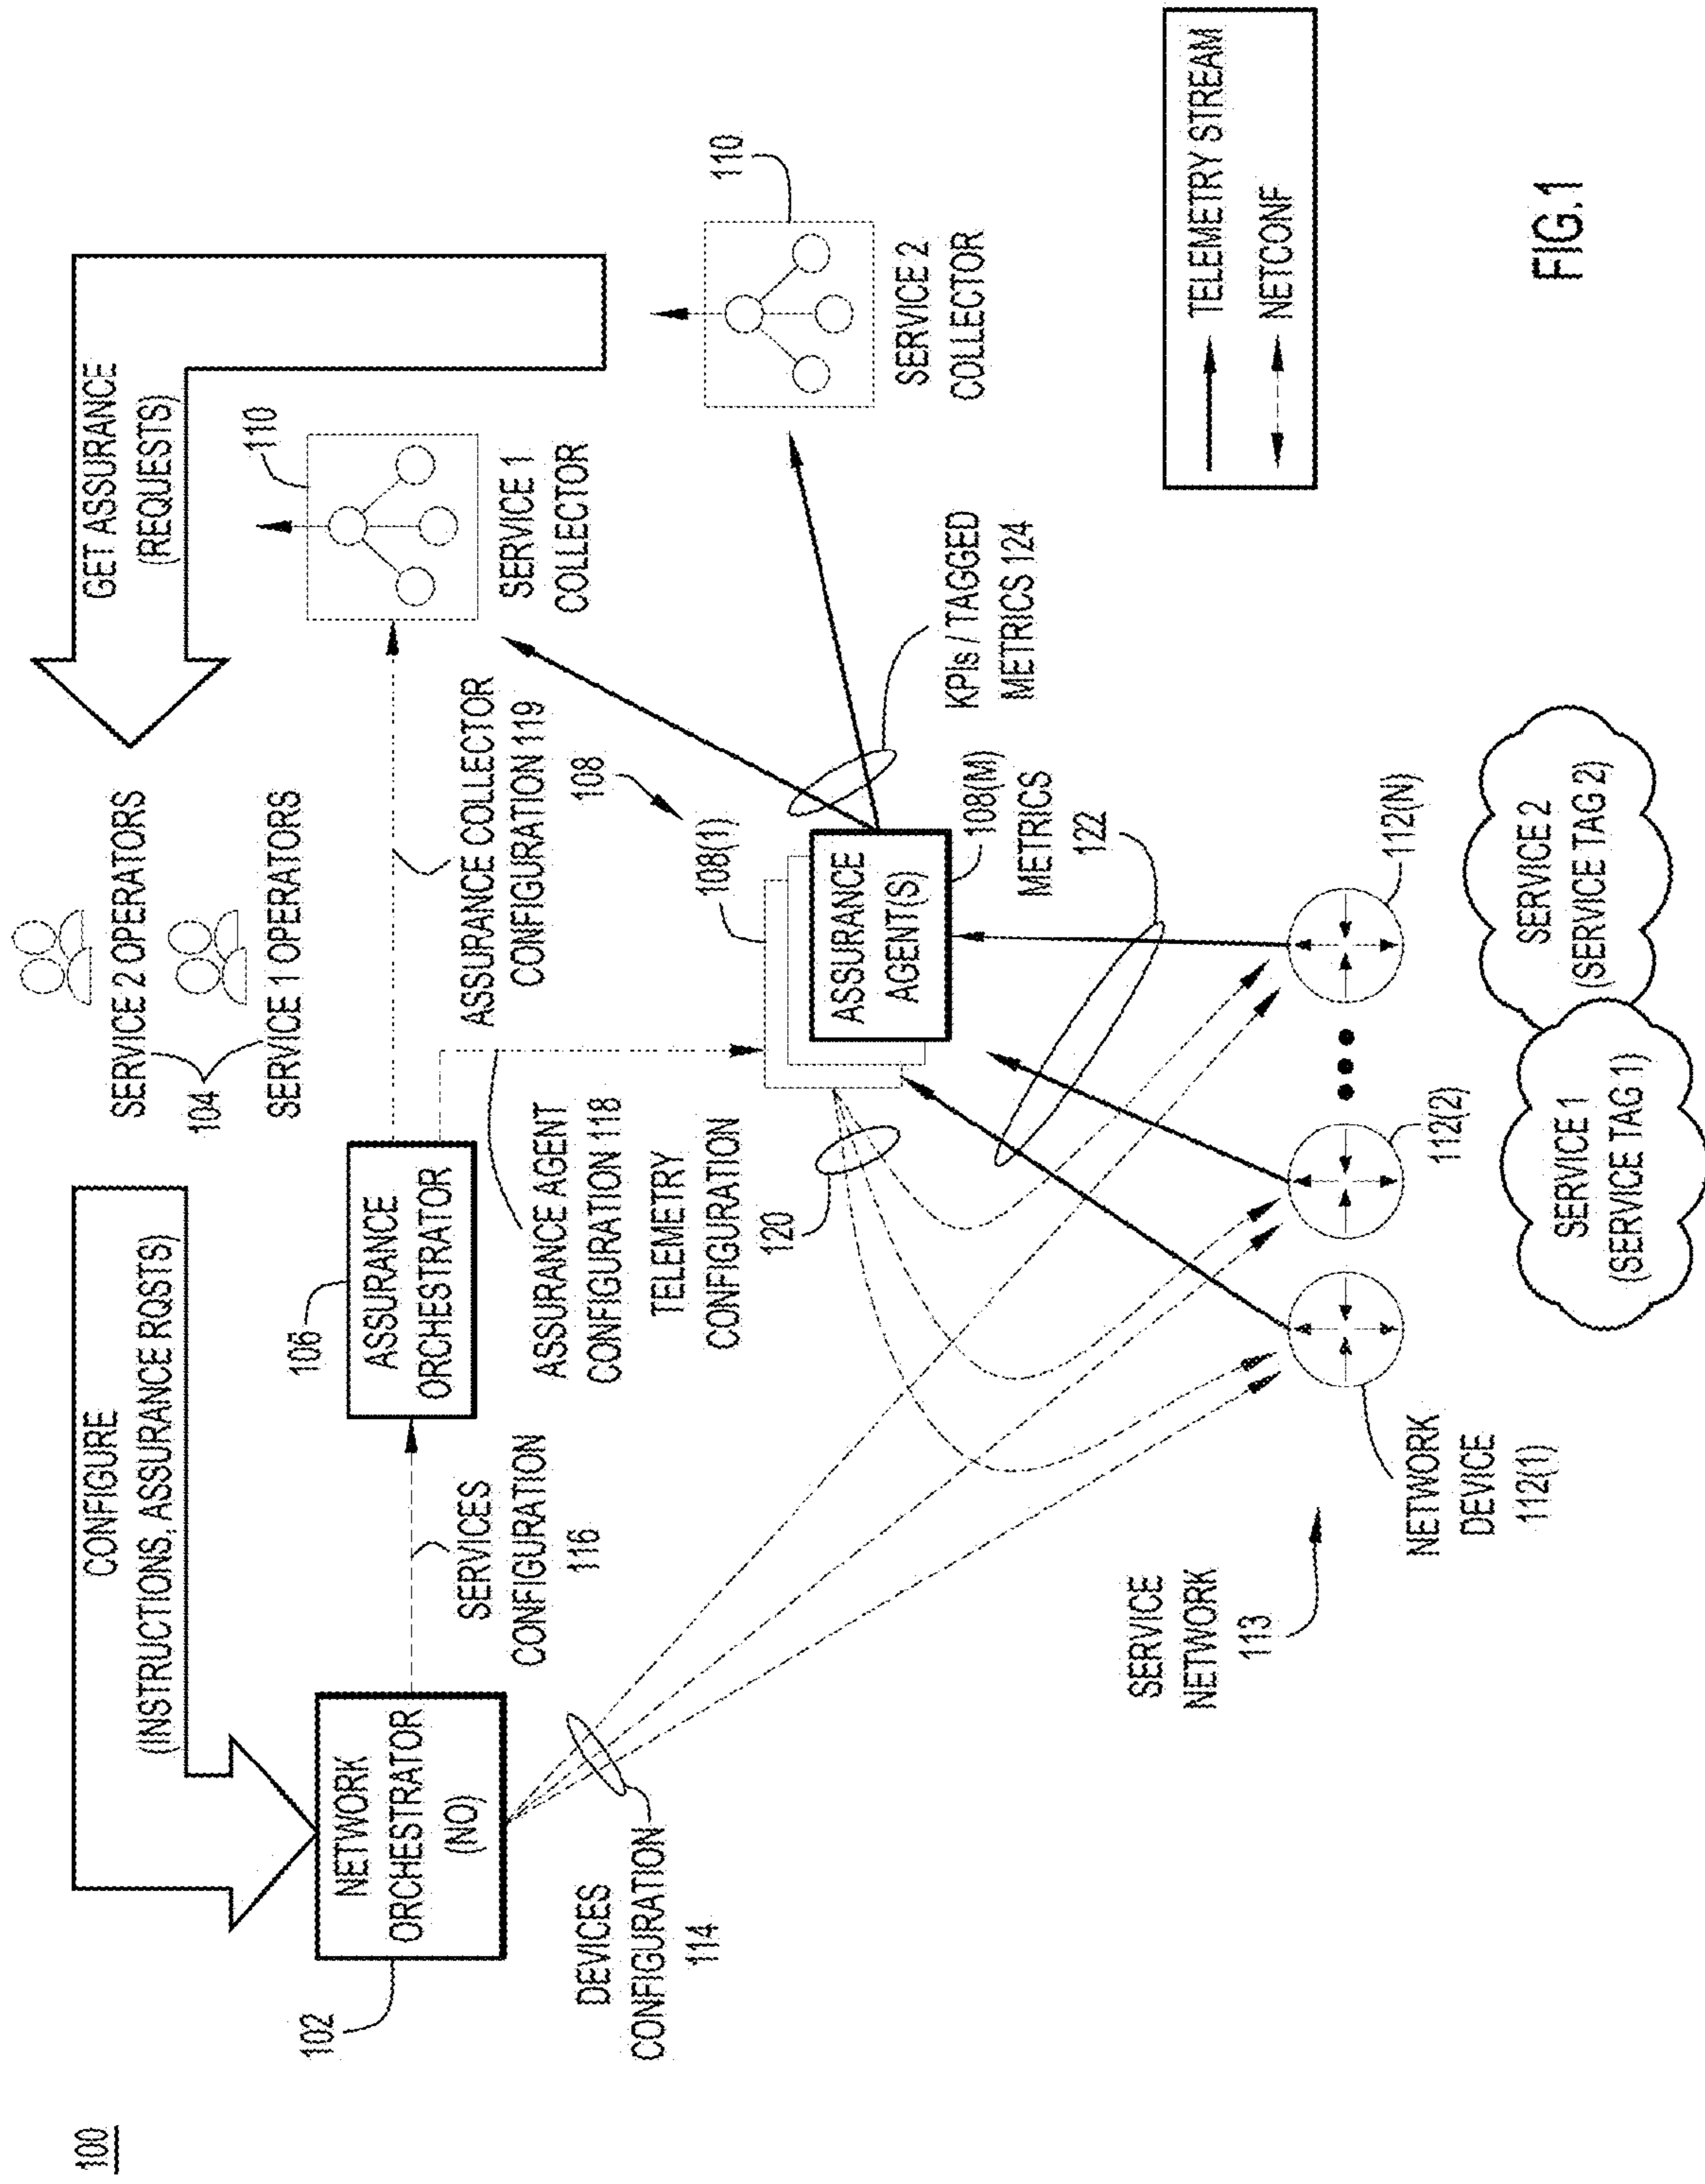 100
CONFIGURE
(INSTRUCTIONS, ASSURANCE RQSTS)
SERVICE 2 OPERATORS
104
SERVICE 1 OPERATORS
GET ASSURANCE
(REQUESTS)
102
NETWORK
ORCHESTRATOR
(NO)
SERVICES
CONFIGURATION
116
106
ASSURANCE
ORCHESTRATOR
ASSURANCE COLLECTOR
CONFIGURATION 119
110
SERVICE 1
COLLECTOR
110
SERVICE 2
COLLECTOR
ASSURANCE AGENT
CONFIGURATION 118
TELEMETRY
CONFIGURATION
120
108
108(1)
ASSURANCE
AGENT(S)
108(M)
KPIs / TAGGED
METRICS 124
METRICS
122
DEVICES
CONFIGURATION
114
SERVICE
NETWORK
113
NETWORK
DEVICE
112(1)
112(2)
112(N)
SERVICE 1
(SERVICE TAG 1)
SERVICE 2
(SERVICE TAG 2)
TELEMETRY STREAM
NETCONF
FIG.1